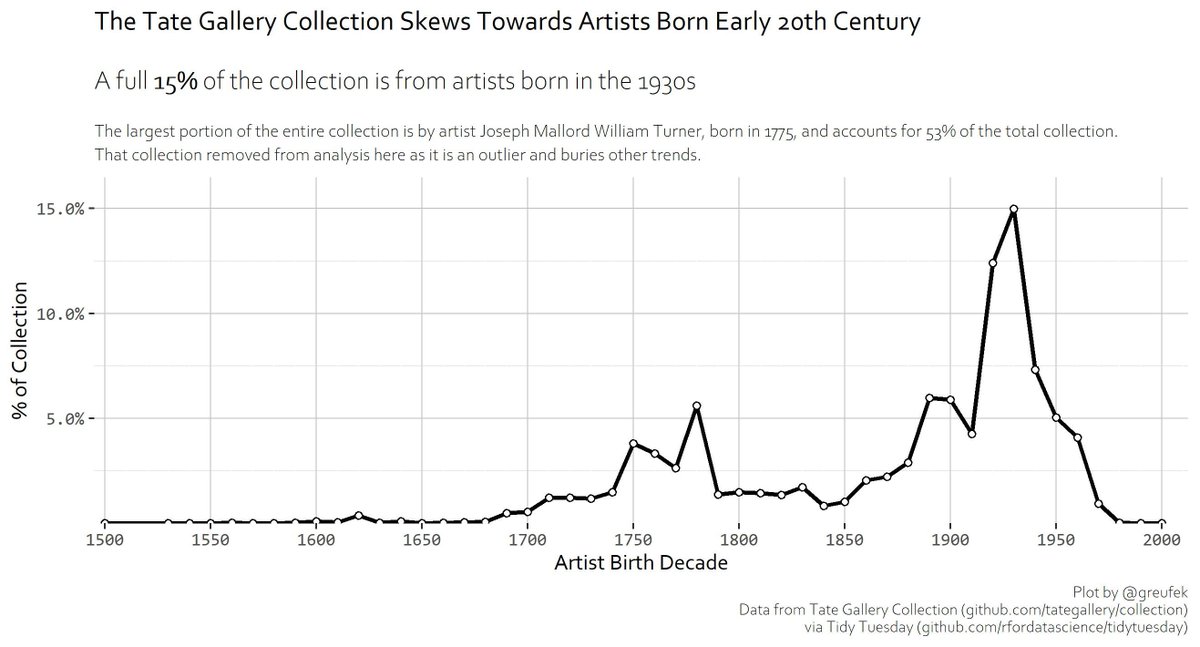 The Tate Gallery Collection Skews Towards Artists Born Early 20th Century
A full 15% of the collection is from artists born in the 1930s
The largest portion of the entire collection is by artist Joseph Mallord William Turner, born in 1775, and accounts for 53% of the total collection.
That collection removed from analysis here as it is an outlier and buries other trends.
15.0%
10.0%
5.0%
% of Collection
1500 1550 1600 1650 1700 1750 1800 1850 1900 1950 2000
Artist Birth Decade
Plot by @greufek
Data from Tate Gallery Collection (github.com/tategallery/collection)
via Tidy Tuesday (github.com/rfordatascience/tidytuesday)